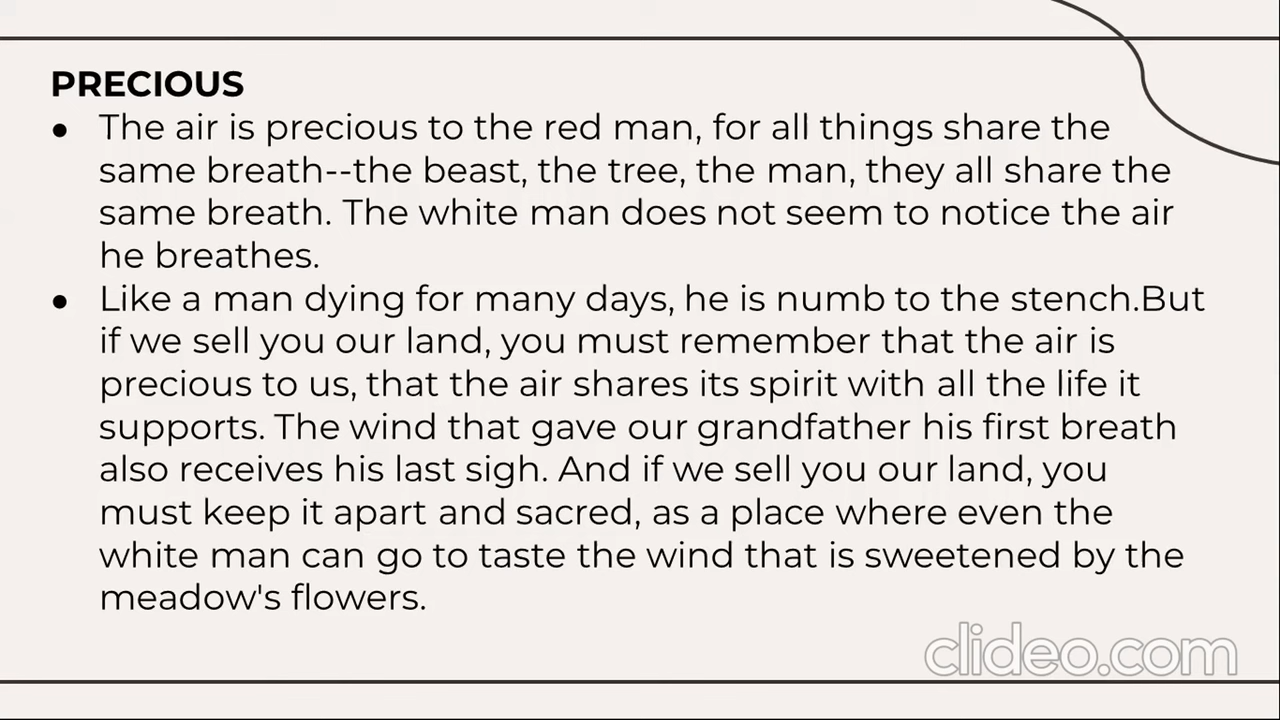 PRECIOUS
● The air is precious to the red man, for all things share the
same breath--the beast, the tree, the man, they all share the
same breath. The white man does not seem to notice the air
he breathes.
● Like a man dying for many days, he is numb to the stench.But
if we sell you our land, you must remember that the air is
precious to us, that the air shares its spirit with all the life it
supports. The wind that gave our grandfather his first breath
also receives his last sigh. And if we sell you our land, you
must keep it apart and sacred, as a place where even the
white man can go to taste the wind that is sweetened by the
meadow's flowers.
clideo.com